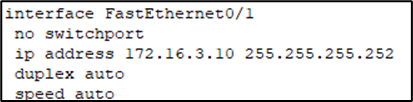 interface FastEthernet0/1
no switchport
ip address 172.16.3.10 255.255.255.252
duplex auto
speed auto